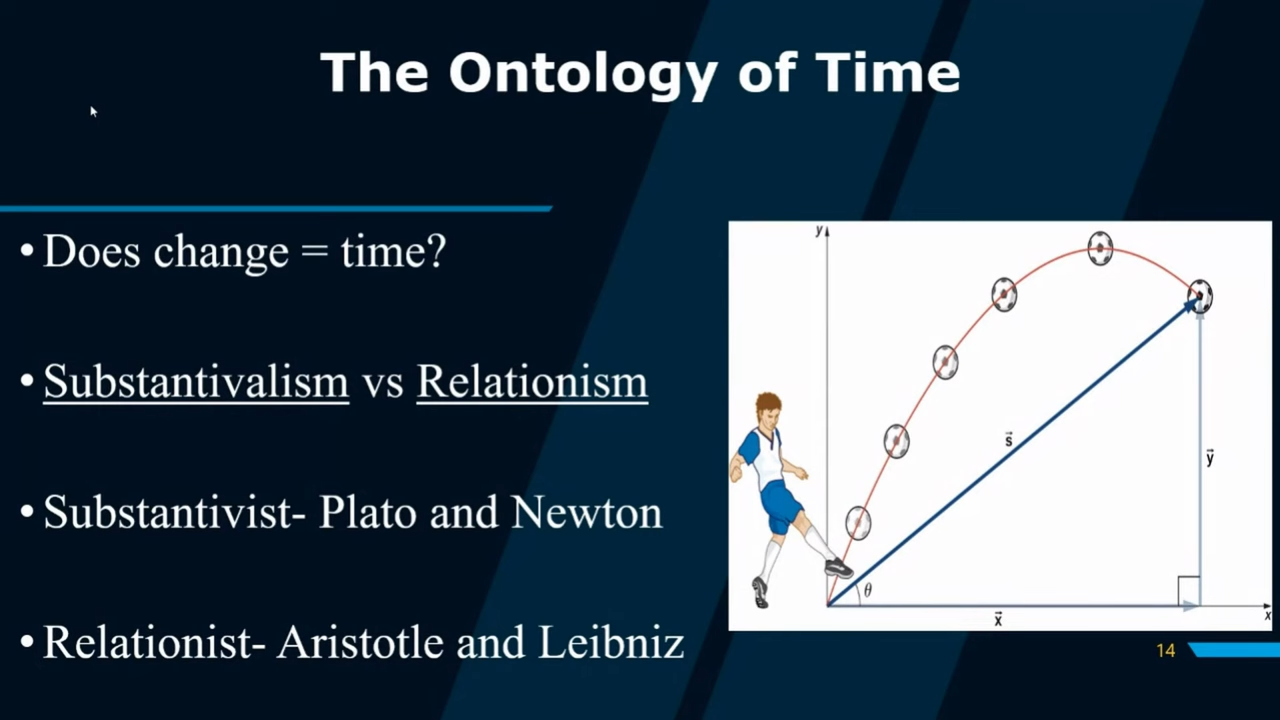 The Ontology of Time
•Does change = time?
•Substantivalism vs Relationism
•Substantivist- Plato and Newton
•Relationist- Aristotle and Leibniz
y
s⃗
y⃗
θ
x⃗
x
14